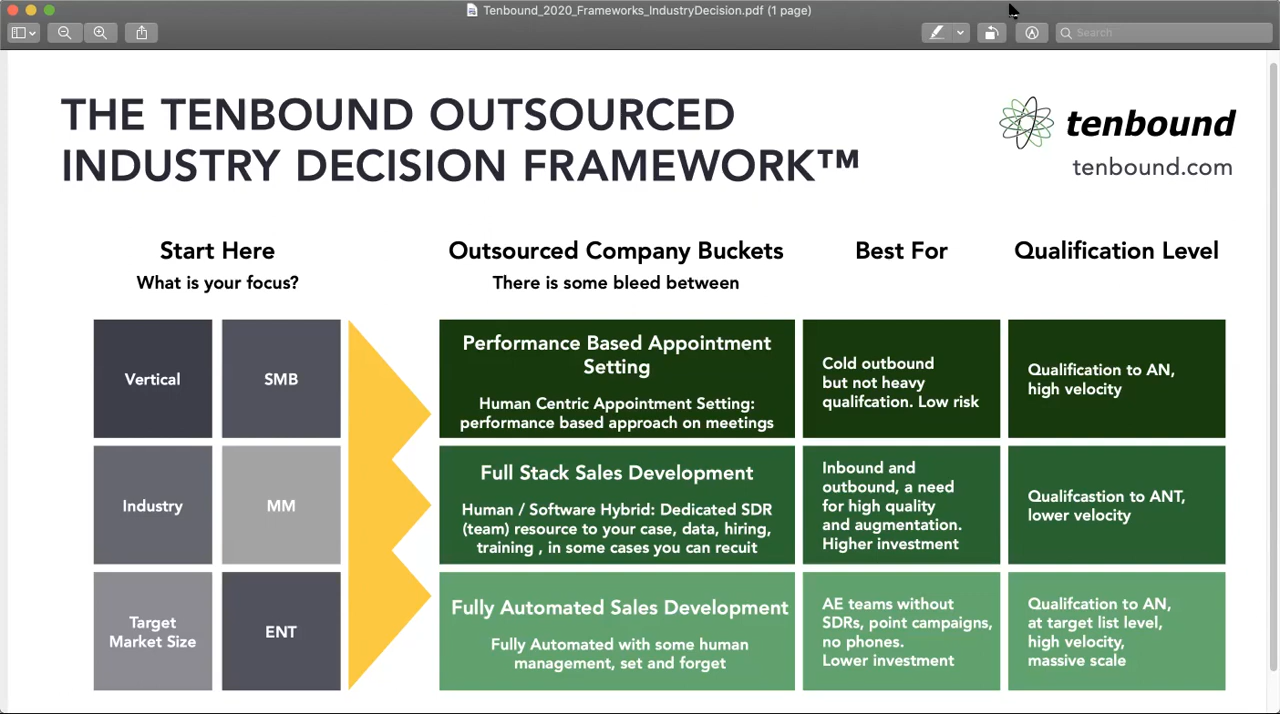 Tenbound_2020_Frameworks_IndustryDecision.pdf (1 page)
Search
THE TENBOUND OUTSOURCED
INDUSTRY DECISION FRAMEWORK™
tenbound
tenbound.com
Start Here
What is your focus?
Outsourced Company Buckets
There is some bleed between
Best For
Qualification Level
Vertical
SMB
Performance Based Appointment
Setting
Human Centric Appointment Setting:
performance based approach on meetings
Cold outbound
but not heavy
qualifcation. Low risk
Qualification to AN,
high velocity
Industry
MM
Full Stack Sales Development
Human / Software Hybrid: Dedicated SDR
(team) resource to your case, data, hiring,
training , in some cases you can recuit
Inbound and
outbound, a need
for high quality
and augmentation.
Higher investment
Qualifcastion to ANT,
lower velocity
Target
Market Size
ENT
Fully Automated Sales Development
Fully Automated with some human
management, set and forget
AE teams without
SDRs, point campaigns,
no phones.
Lower investment
Qualifcation to AN,
at target list level,
high velocity,
massive scale